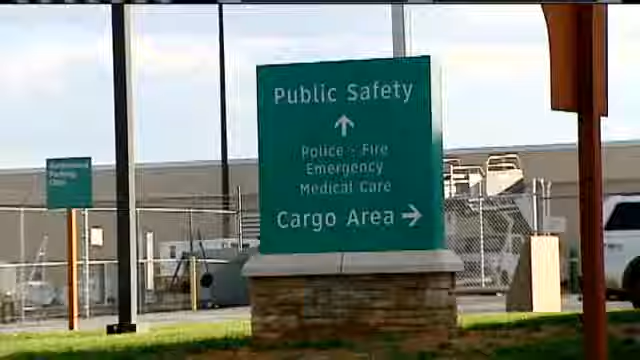 Public Safety
↑
Police - Fire
Emergency
Medical Care
Cargo Area →